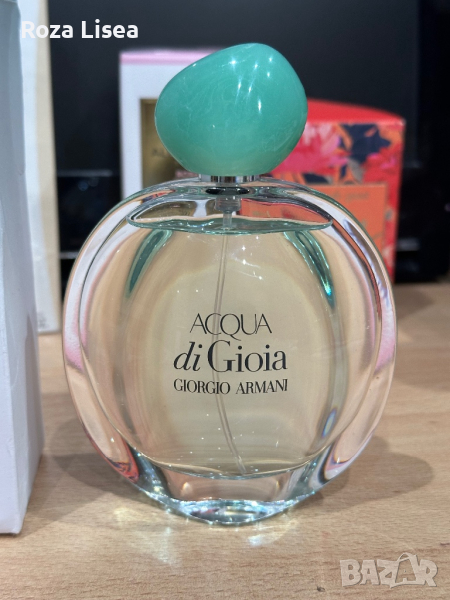 Roza Lisea
ACQUA
di Gioia
GIORGIO ARMANI
BAZAR